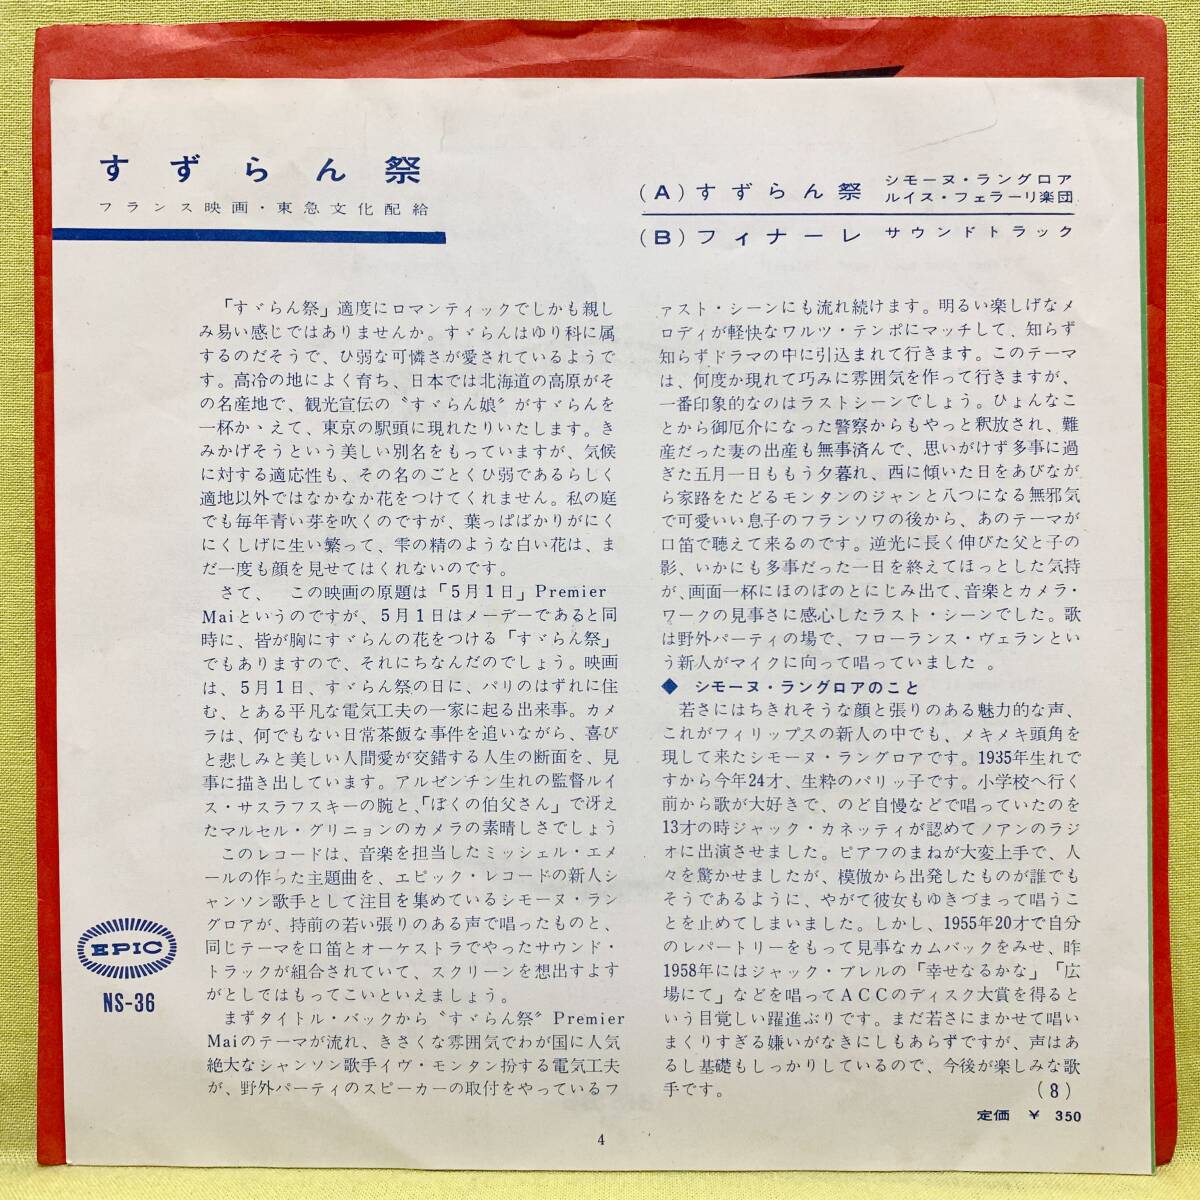 すずらん祭
フランス映画・東急文化配給
(A)すずらん祭 シモーヌ・ラングロア
ルイス・フェラーリ楽団
(B)フィナーレ サウンドトラック
「すゞらん祭」適度にロマンティックでしかも親し
み易い感じではありませんか。すゞらんはゆり科に属
するのだそうで、ひ弱な可憐さが愛されているようで
す。高冷の地によく育ち、日本では北海道の高原がそ
の名産地で、観光宣伝の〝すゞらん娘〟がすゞらんを
一杯かゝえて、東京の駅頭に現れたりいたします。き
みかげそうという美しい別名をもっていますが、気候
に対する適応性も、その名のごとくひ弱であるらしく
適地以外ではなかなか花をつけてくれません。私の庭
でも毎年青い芽を吹くのですが、葉っぱばかりがにく
にくしげに生い繁って、雫の精のような白い花は、ま
だ一度も顔を見せてはくれないのです。
さて、　この映画の原題は「5月1日」Premier
Maiというのですが、5月1日はメーデーであると同
時に、皆が胸にすゞらんの花をつける「すゞらん祭」
でもありますので、それにちなんだのでしょう。映画
は、5月1日、すゞらん祭の日に、パリのはずれに住
む、とある平凡な電気工夫の一家に起る出来事。カメ
ラは、何でもない日常茶飯な事件を追いながら、喜び
と悲しみと美しい人間愛が交錯する人生の断面を、見
事に描き出しています。アルゼンチン生れの監督ルイ
ス・サスラフスキーの腕と、「ぼくの伯父さん」で冴え
たマルセル・グリニョンのカメラの素晴しさでしょう
このレコードは、音楽を担当したミッシェル・エメ
ールの作った主題曲を、エピック・レコードの新人シ
ャンソン歌手として注目を集めているシモーヌ・ラン
グロアが、持前の若い張りのある声で唱ったものと、
同じテーマを口笛とオーケストラでやったサウンド・
トラックが組合されていて、スクリーンを想出すよす
がとしてはもってこいといえましょう。
まずタイトル・バックから〝すゞらん祭〟Premier
Maiのテーマが流れ、きさくな雰囲気でわが国に人気
絶大なシャンソン歌手イヴ・モンタン扮する電気工夫
が、野外パーティのスピーカーの取付をやっているフ
ァスト・シーンにも流れ続けます。明るい楽しげなメ
ロディが軽快なワルツ・テンポにマッチして、知らず
知らずドラマの中に引込まれて行きます。このテーマ
は、何度か現れて巧みに雰囲気を作って行きますが、
一番印象的なのはラストシーンでしょう。ひょんなこ
とから御厄介になった警察からもやっと釈放され、難
産だった妻の出産も無事済んで、思いがけず多事に過
ぎた五月一日ももう夕暮れ、西に傾いた日をあびなが
ら家路をたどるモンタンのジャンと八つになる無邪気
で可愛いい息子のフランソワの後から、あのテーマが
口笛で聴えて来るのです。逆光に長く伸びた父と子の
影、いかにも多事だった一日を終えてほっとした気持
が、画面一杯にほのぼのとにじみ出て、音楽とカメラ・
ワークの見事さに感心したラスト・シーンでした。歌
は野外パーティの場で、フローランス・ヴェランとい
う新人がマイクに向って唱っていました 。
◆ シモーヌ・ラングロアのこと
若さにはちきれそうな顔と張りのある魅力的な声、
これがフィリップスの新人の中でも、メキメキ頭角を
現して来たシモーヌ・ラングロアです。1935年生れで
すから今年24才、生粋のパリッ子です。小学校へ行く
前から歌が大好きで、のど自慢などで唱っていたのを
13才の時ジャック・カネッティが認めてノアンのラジ
オに出演させました。ピアフのまねが大変上手で、人
々を驚かせましたが、模倣から出発したものが誰でも
そうであるように、やがて彼女もゆきづまって唱うこ
とを止めてしまいました。しかし、1955年20才で自分
のレパートリーをもって見事なカムバックをみせ、昨
1958年にはジャック・ブレルの「幸せなるかな」「広
場にて」などを唱ってACCのディスク大賞を得ると
いう目覚しい躍進ぶりです。まだ若さにまかせて唱い
まくりすぎる嫌いがなきにしもあらずですが、声はあ
るし基礎もしっかりしているので、今後が楽しみな歌
手です。 (8)
定価 ¥ 350
EPIC
NS-36
4